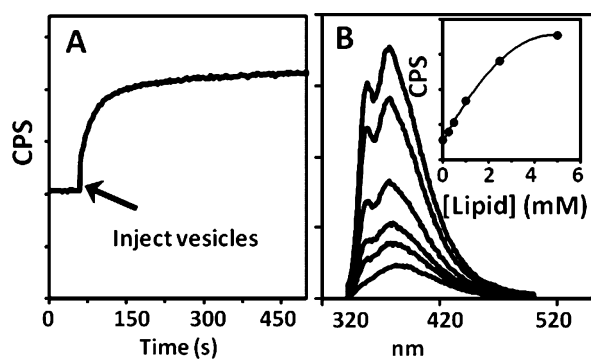 A
CPS
Inject vesicles
0 150 300 450
Time (s)
B
CPS
0 2 4 6
[Lipid] (mM)
320 420 520
nm